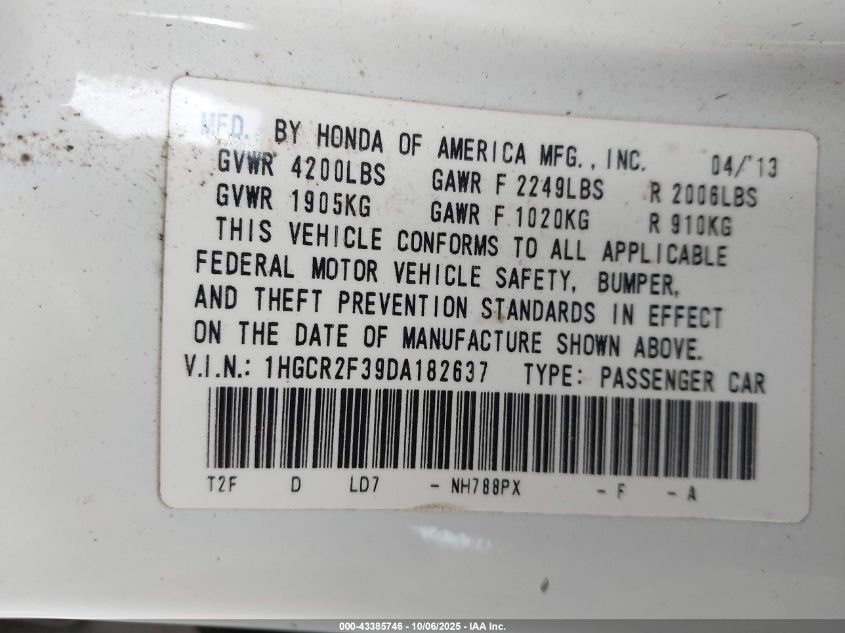 MFD. BY HONDA OF AMERICA MFG., INC. 04/'13
GVWR 4200LBS GAWR F 2249LBS R 2006LBS
GVWR 1905KG GAWR F 1020KG R 910KG
THIS VEHICLE CONFORMS TO ALL APPLICABLE
FEDERAL MOTOR VEHICLE SAFETY, BUMPER,
AND THEFT PREVENTION STANDARDS IN EFFECT
ON THE DATE OF MANUFACTURE SHOWN ABOVE.
V.I.N.: 1HGCR2F39DA182637 TYPE: PASSENGER CAR
T2F D LD7 - NH788PX - F - A
000-43385746 - 10/06/2025 - IAA Inc.